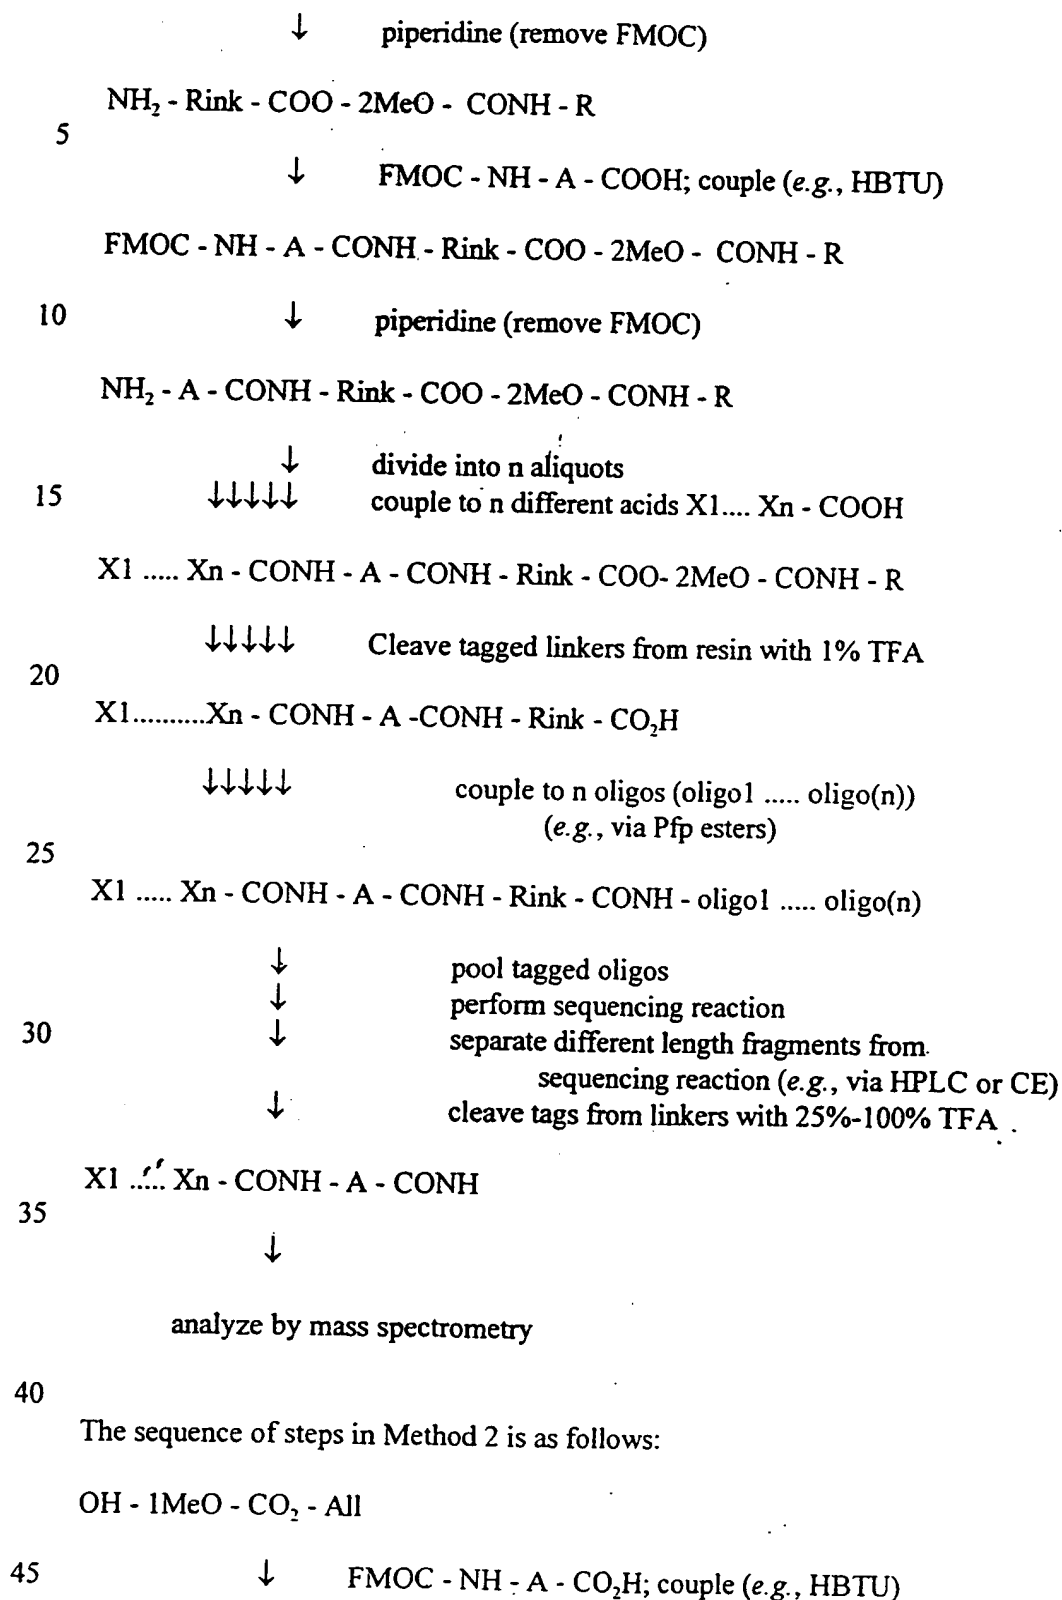 ↓ piperidine (remove FMOC)
NH₂ - Rink - COO - 2MeO - CONH - R
5
↓ FMOC - NH - A - COOH; couple (e.g., HBTU)
FMOC - NH - A - CONH - Rink - COO - 2MeO - CONH - R
10 ↓ piperidine (remove FMOC)
NH₂ - A - CONH - Rink - COO - 2MeO - CONH - R
↓ divide into n aliquots
15 ↓↓↓↓↓ couple to n different acids X1.... Xn - COOH
X1 ..... Xn - CONH - A - CONH - Rink - COO- 2MeO - CONH - R
↓↓↓↓↓ Cleave tagged linkers from resin with 1% TFA
20
X1..........Xn - CONH - A -CONH - Rink - CO₂H
↓↓↓↓↓ couple to n oligos (oligo1 ..... oligo(n))
(e.g., via Pfp esters)
25
X1 ..... Xn - CONH - A - CONH - Rink - CONH - oligo1 ..... oligo(n)
↓ pool tagged oligos
↓ perform sequencing reaction
30 ↓ separate different length fragments from
sequencing reaction (e.g., via HPLC or CE)
↓ cleave tags from linkers with 25%-100% TFA
X1 ..... Xn - CONH - A - CONH
35
↓
analyze by mass spectrometry
40
The sequence of steps in Method 2 is as follows:
OH - 1MeO - CO₂ - All
45 ↓ FMOC - NH - A - CO₂H; couple (e.g., HBTU)